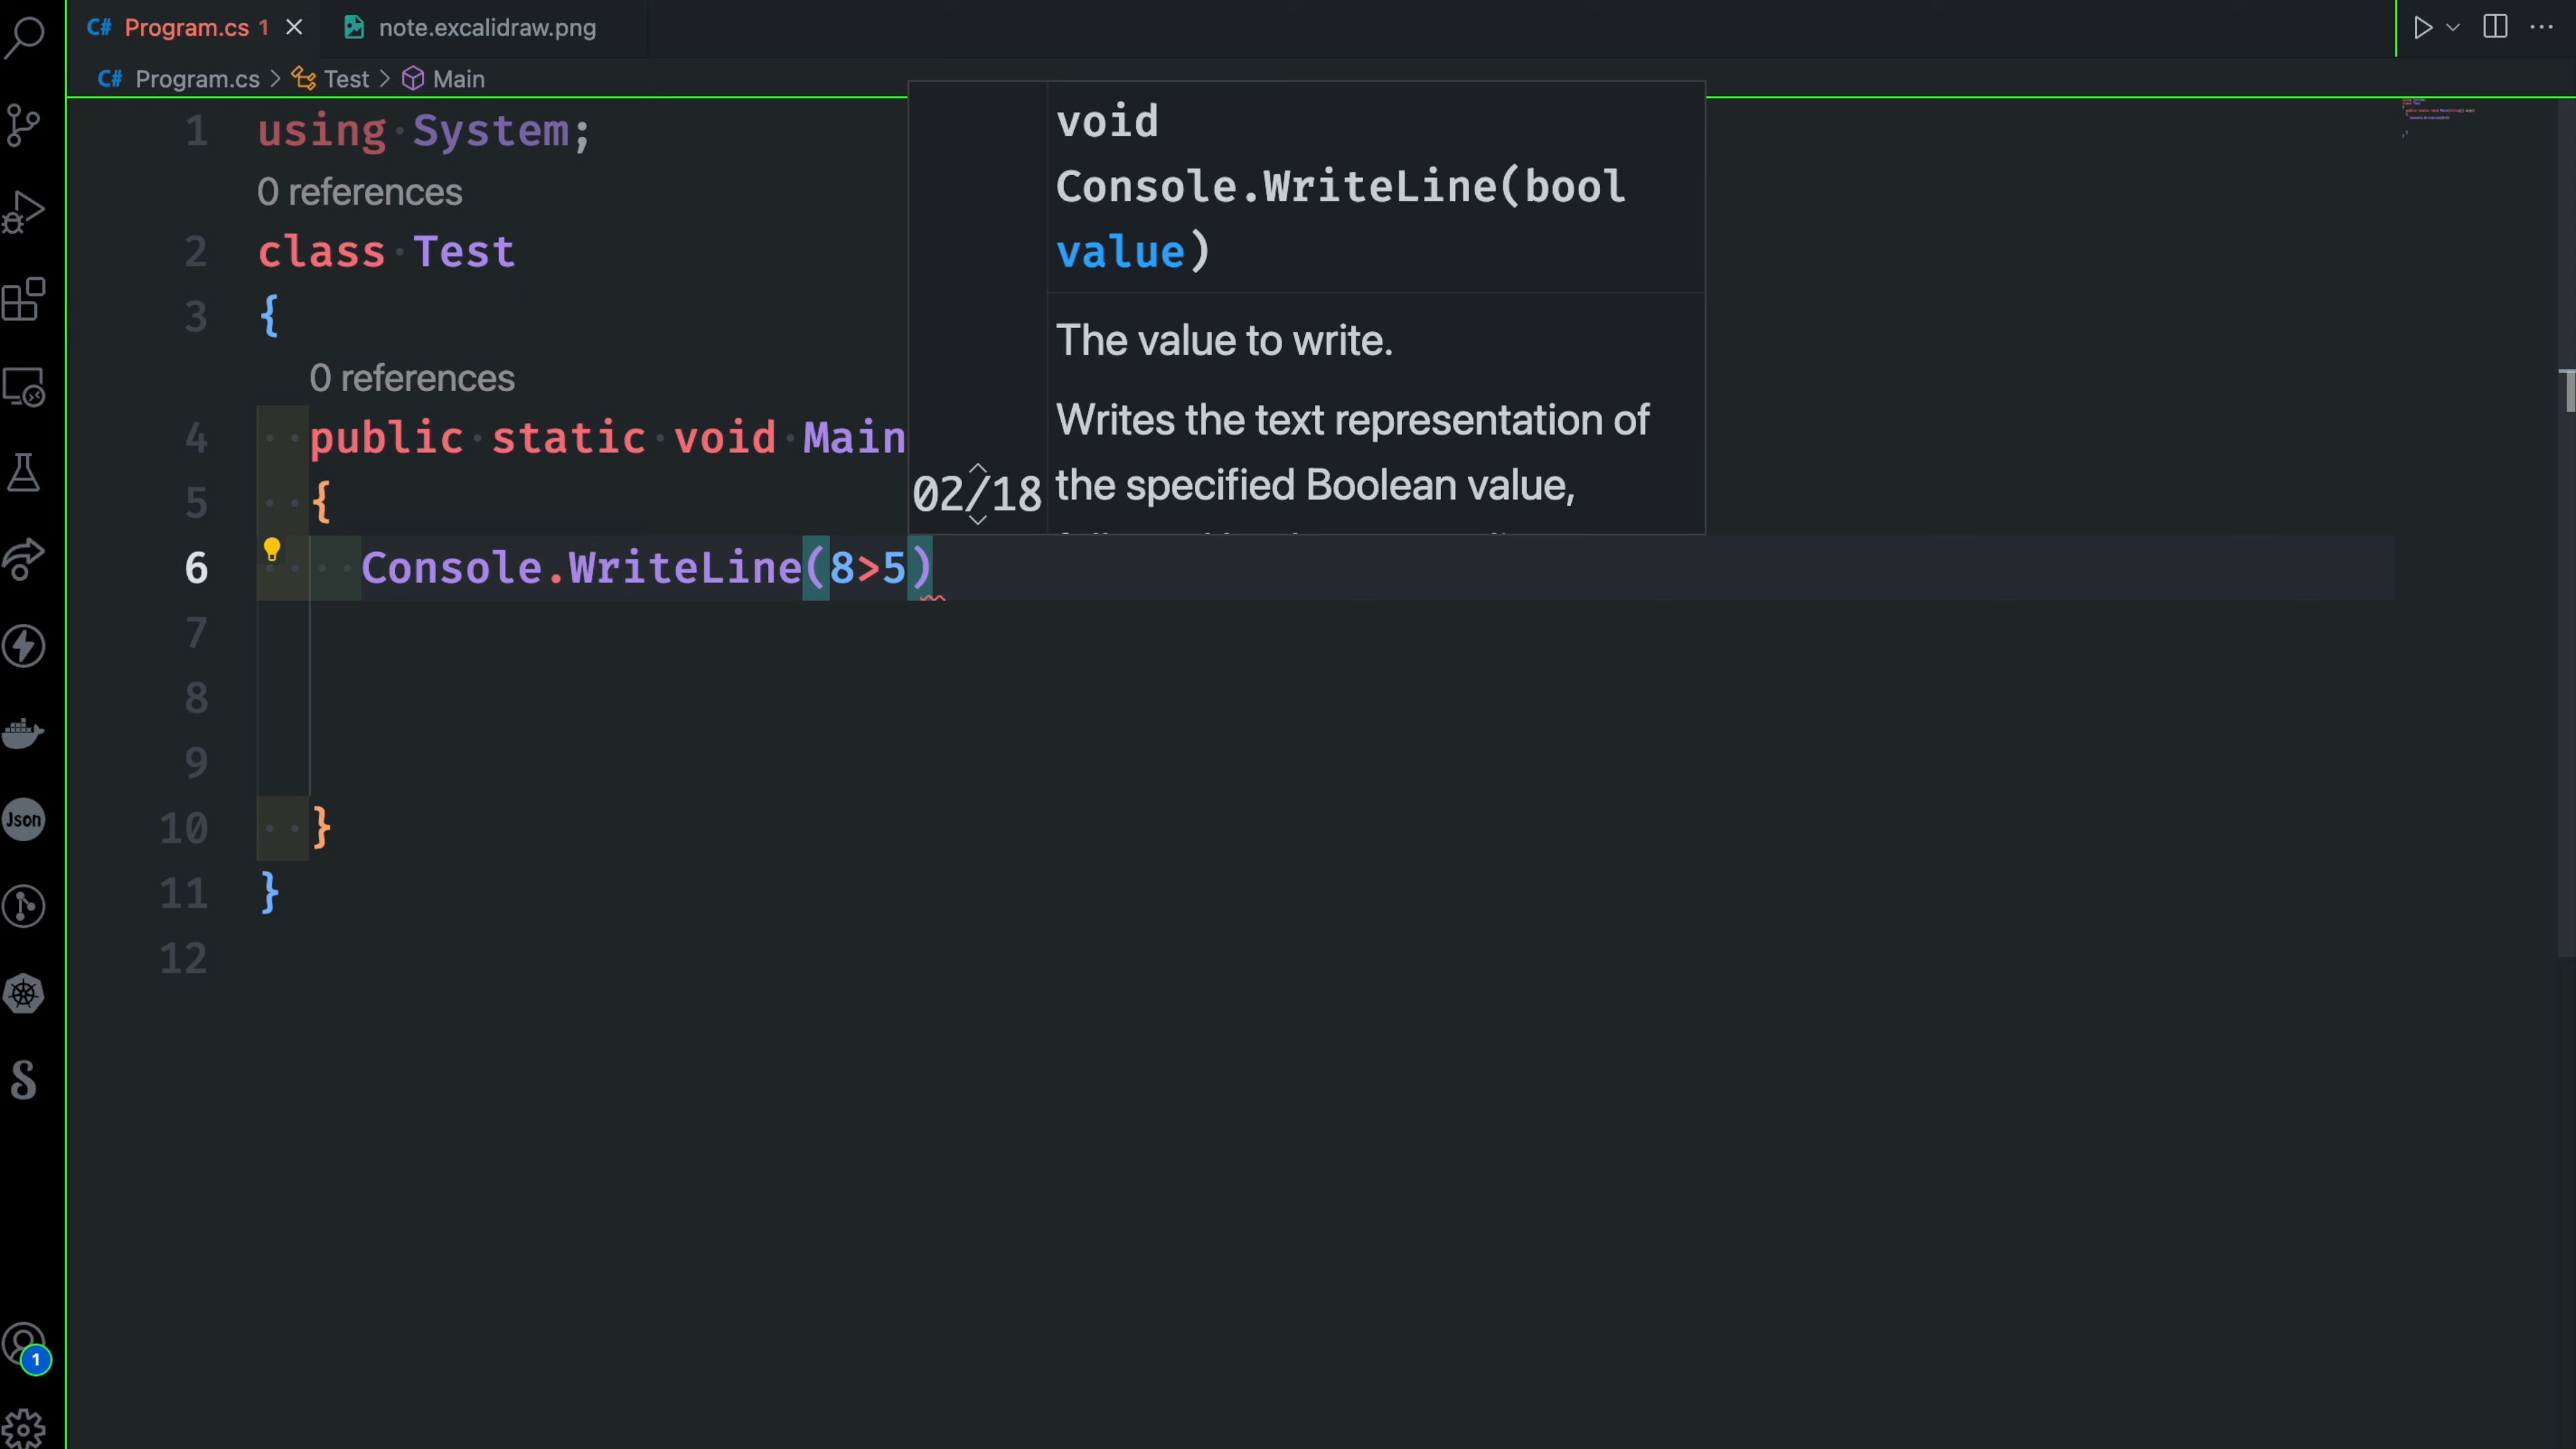 C# Program.cs 1
note.excalidraw.png
C# Program.cs > Test > Main
1 using System;
0 references
2 class Test
3 {
0 references
4 public static void Main
5 {
6 Console.WriteLine(8>5)
7
8
9
10 }
11 }
12
void
Console.WriteLine(bool
value)
The value to write.
Writes the text representation of
the specified Boolean value,
02/18
Json
1